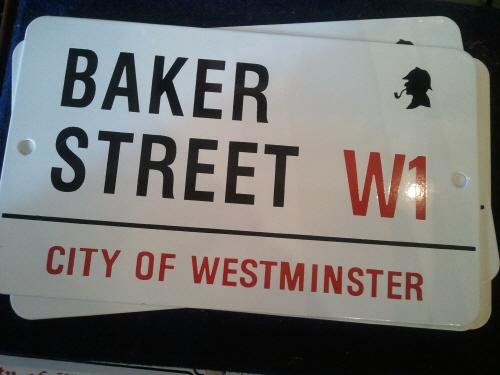 BAKER
STREET W1
CITY OF WESTMINSTER